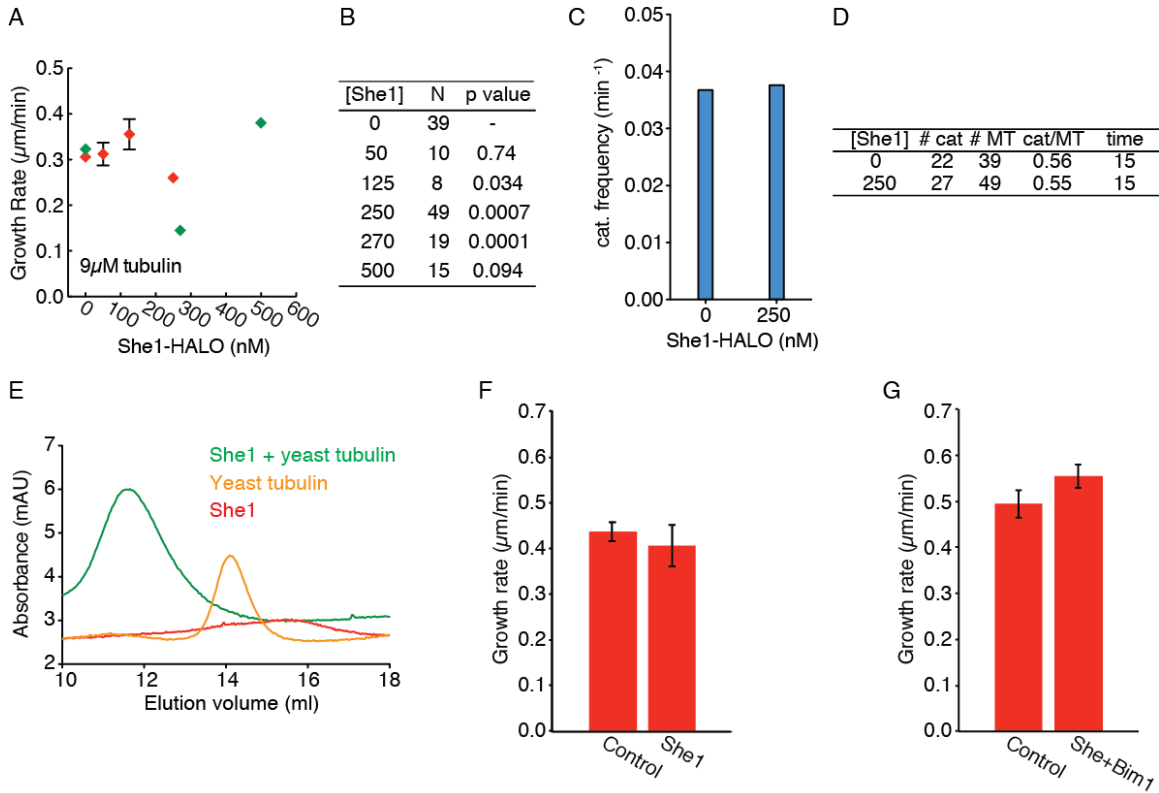 A
Growth Rate (µm/min)
0.5
0.4
0.3
0.2
0.1
0.0
9µM tubulin
0 100 200 300 400 500 600
She1-HALO (nM)
B
[She1] N p value
0 39 -
50 10 0.74
125 8 0.034
250 49 0.0007
270 19 0.0001
500 15 0.094
C
cat. frequency (min⁻¹)
0.04
0.03
0.02
0.01
0.00
0 250
She1-HALO (nM)
D
[She1] # cat # MT cat/MT time
0 22 39 0.56 15
250 27 49 0.55 15
E
Absorbance (mAU)
7
6
5
4
3
2
She1 + yeast tubulin
Yeast tubulin
She1
10 12 14 16 18
Elution volume (ml)
F
Growth rate (µm/min)
0.7
0.6
0.5
0.4
0.3
0.2
0.1
0.0
Control She1
G
Growth rate (µm/min)
0.7
0.6
0.5
0.4
0.3
0.2
0.1
0.0
Control She+Bim1